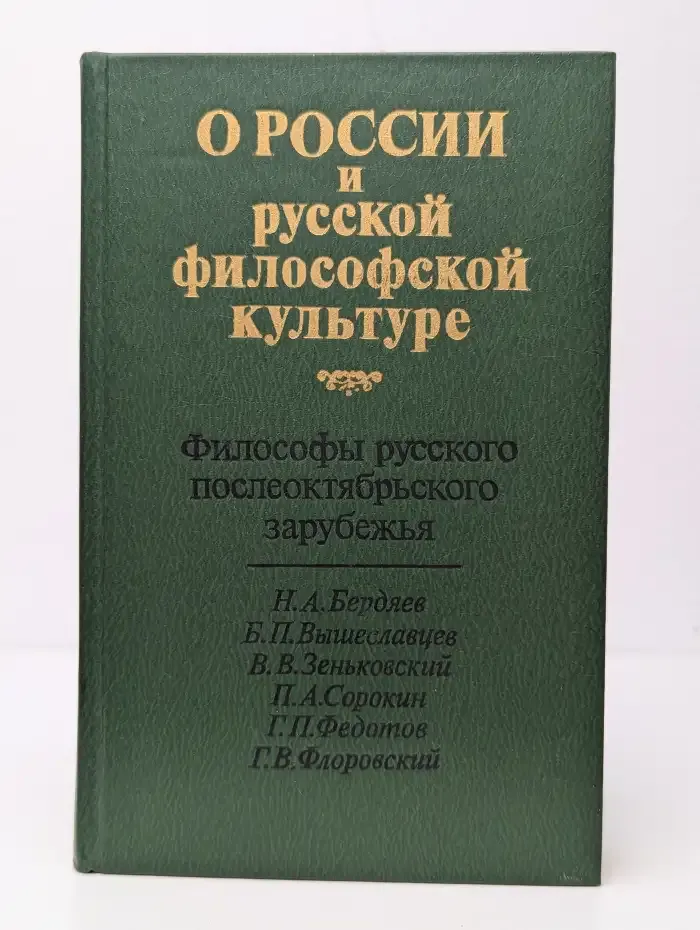 О РОССИИ
и
русской
философской
культуре
Философы русского
послеоктябрьского
зарубежья
Н.А.Бердяев
Б.П.Вышеславцев
В.В.Зеньковский
П.А.Сорокин
Г.П.Федотов
Г.В.Флоровский